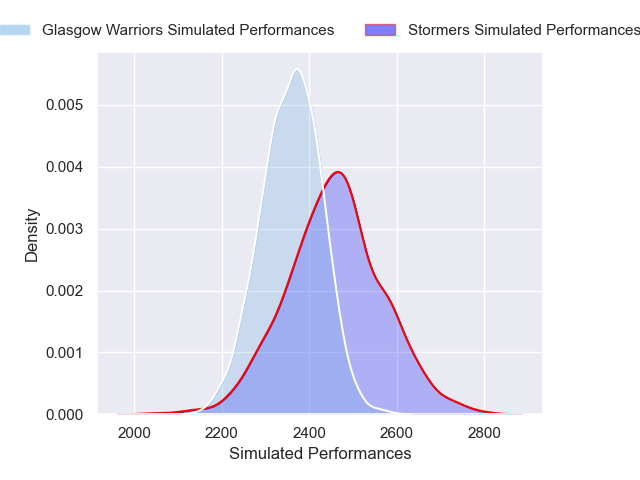 Glasgow Warriors Simulated Performances Stormers Simulated Performances
0.005
0.004
0.003
0.002
0.001
0.000
Density
2000 2200 2400 2600 2800
Simulated Performances